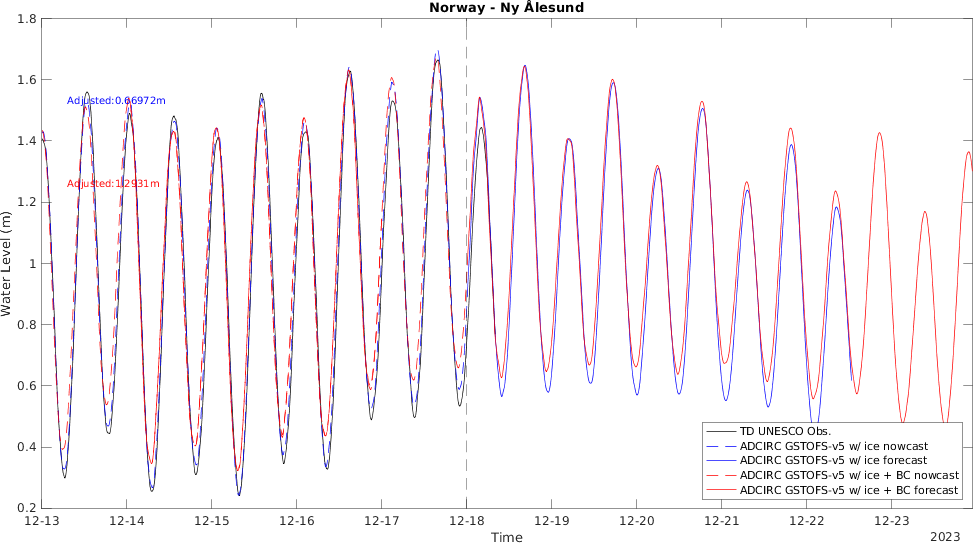 Norway - Ny Ålesund
1.8
1.6
1.4
1.2
1
0.8
0.6
0.4
0.2
Water Level (m)
Adjusted:0.66972m
Adjusted:1.2931m
TD UNESCO Obs.
ADCIRC GSTOFS-v5 w/ ice nowcast
ADCIRC GSTOFS-v5 w/ ice forecast
ADCIRC GSTOFS-v5 w/ ice + BC nowcast
ADCIRC GSTOFS-v5 w/ ice + BC forecast
12-13 12-14 12-15 12-16 12-17 12-18 12-19 12-20 12-21 12-22 12-23
Time
2023